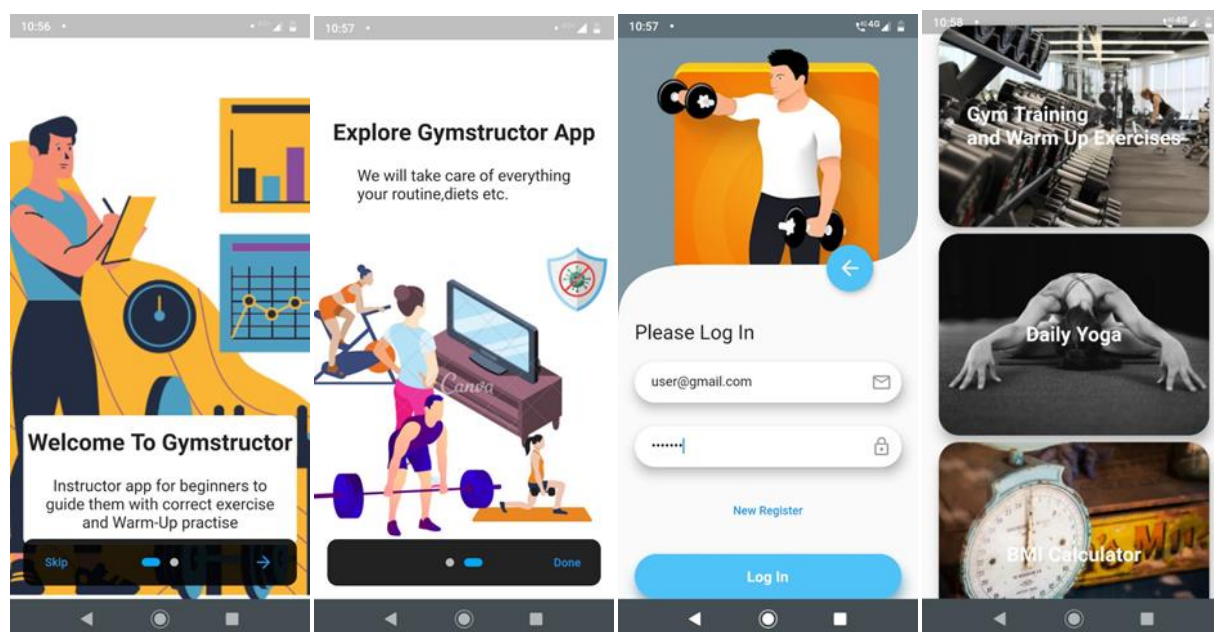 10:56
Welcome To Gymstructor
Instructor app for beginners to
guide them with correct exercise
and Warm-Up practise
Skip
10:57
Explore Gymstructor App
We will take care of everything
your routine,diets etc.
Canva
Done
10:57
4G
Please Log In
user@gmail.com
•••••••
New Register
Log In
10:58
4G
Gym Training
and Warm Up Exercises
Daily Yoga
BMI Calculator